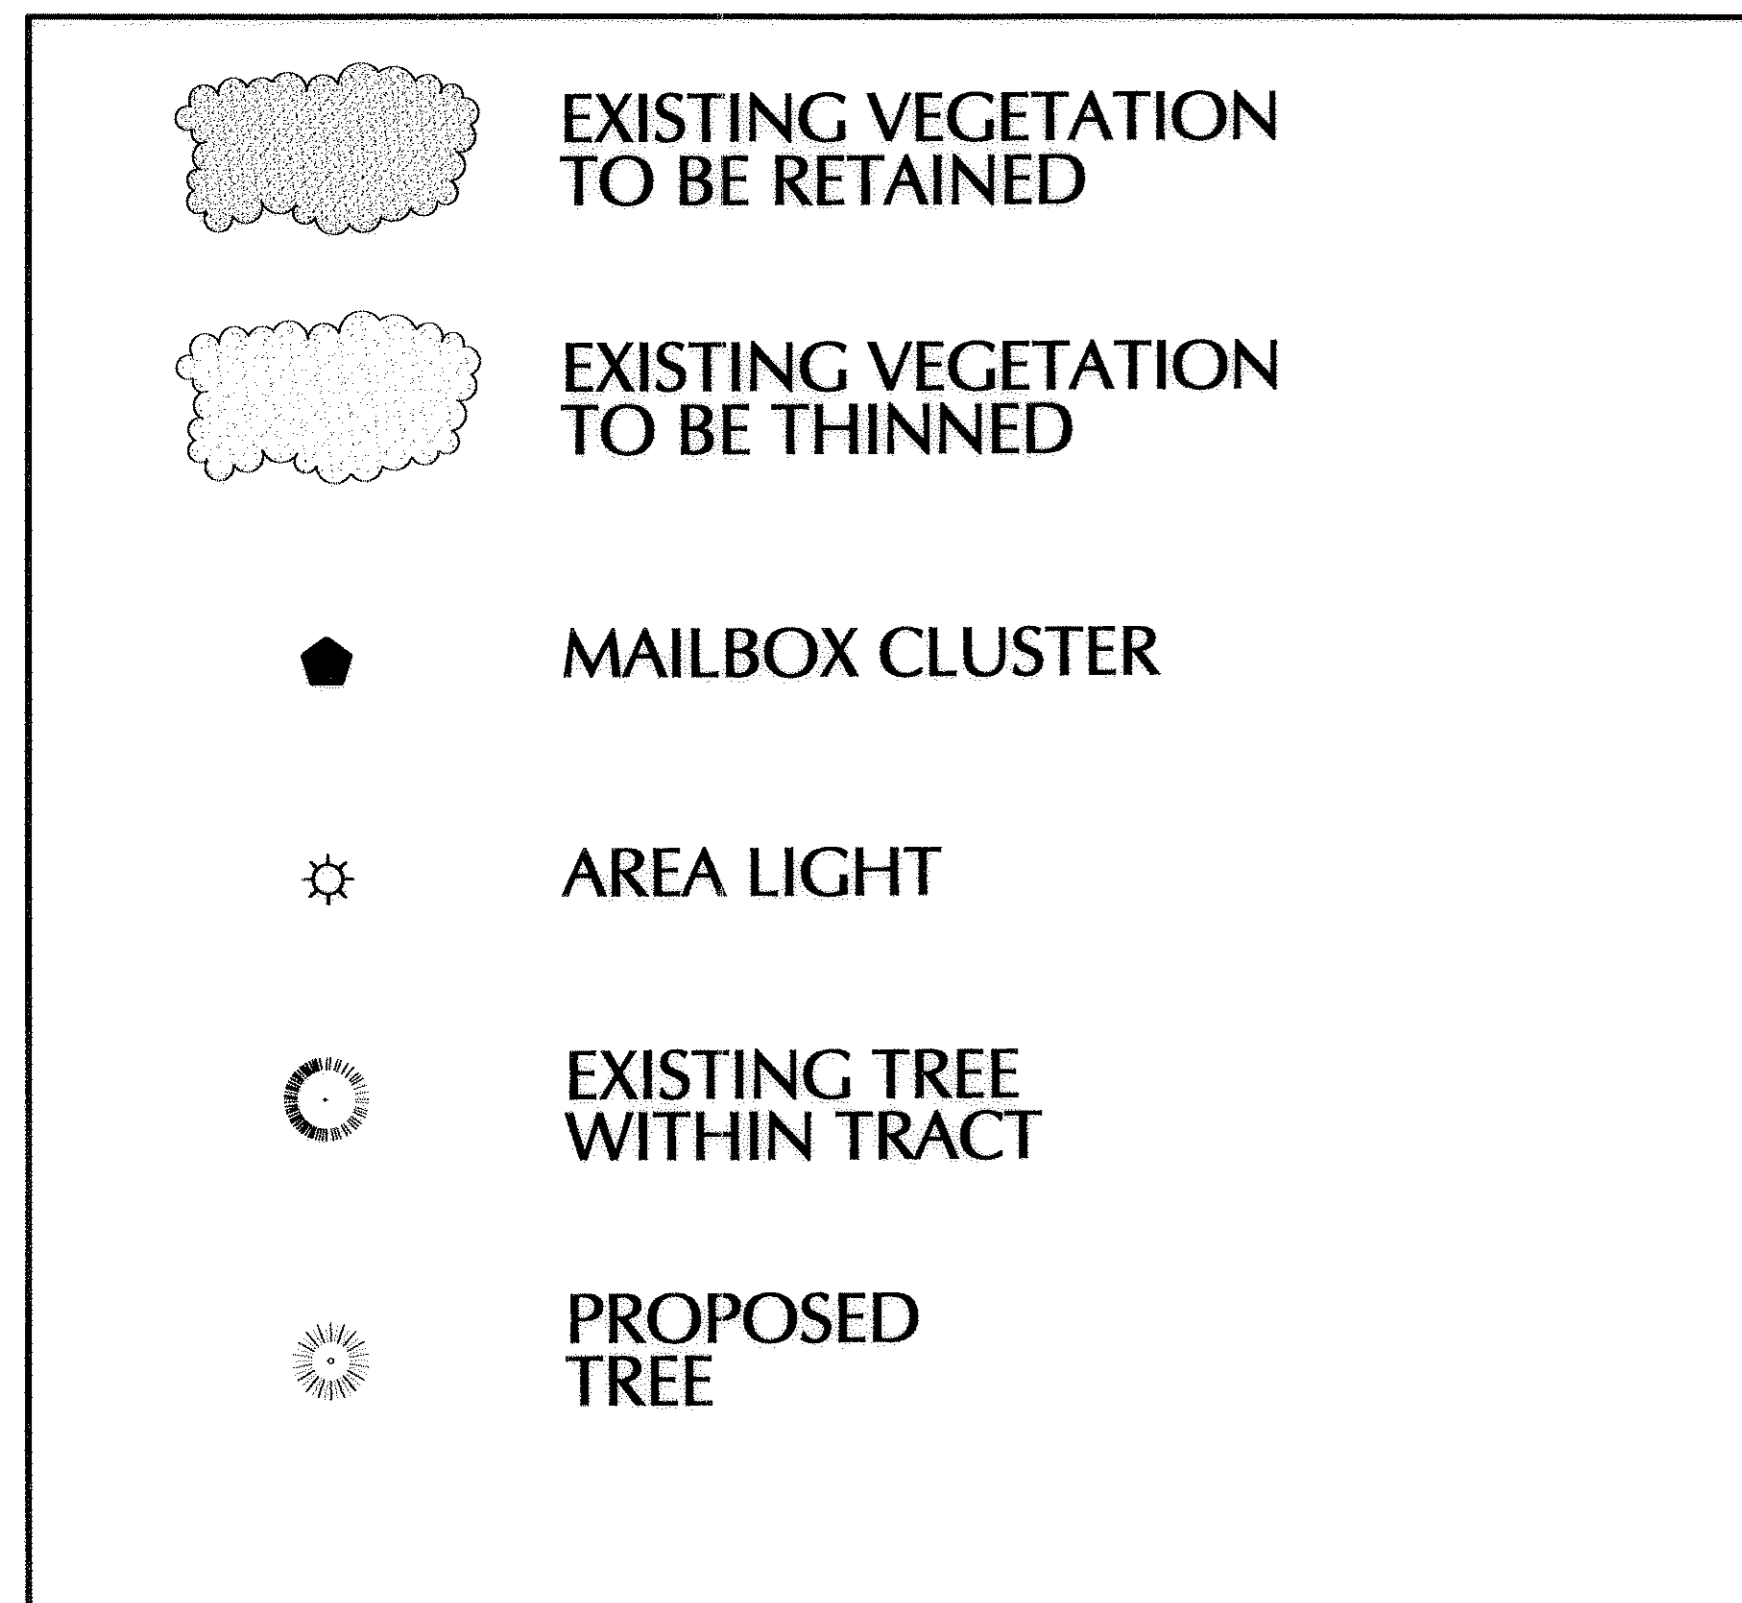 EXISTING VEGETATION
TO BE RETAINED
EXISTING VEGETATION
TO BE THINNED
MAILBOX CLUSTER
AREA LIGHT
EXISTING TREE
WITHIN TRACT
PROPOSED
TREE